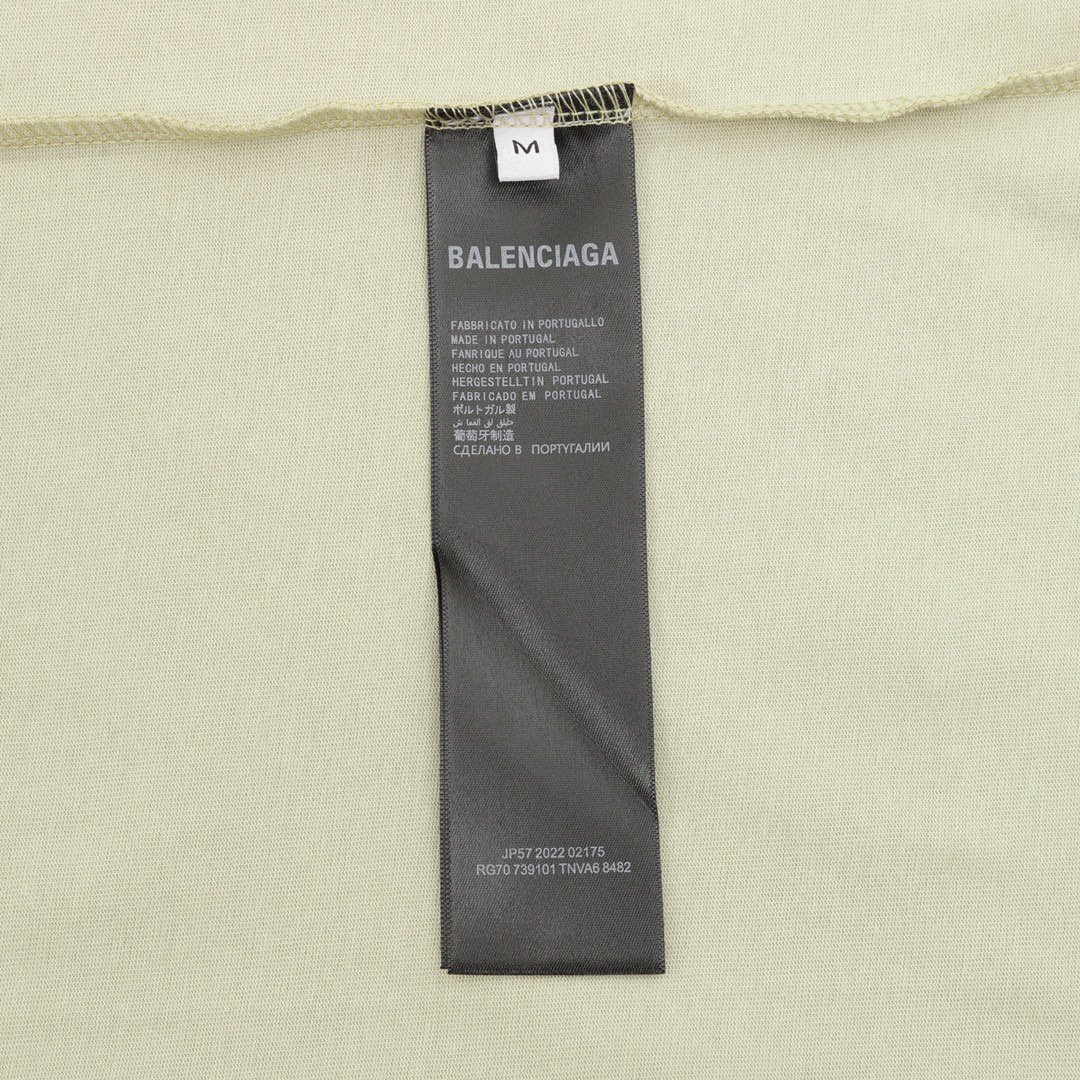 M
BALENCIAGA
FABBRICATO IN PORTUGALLO
MADE IN PORTUGAL
FANRIQUE AU PORTUGAL
HECHO EN PORTUGAL
HERGESTELLTIN PORTUGAL
FABRICADO EM PORTUGAL
ポルトガル製
葡萄牙制造
СДЕЛАНО В ПОРТУГАЛИИ
JP57 2022 02175
RG70 739101 TNVA6 8482